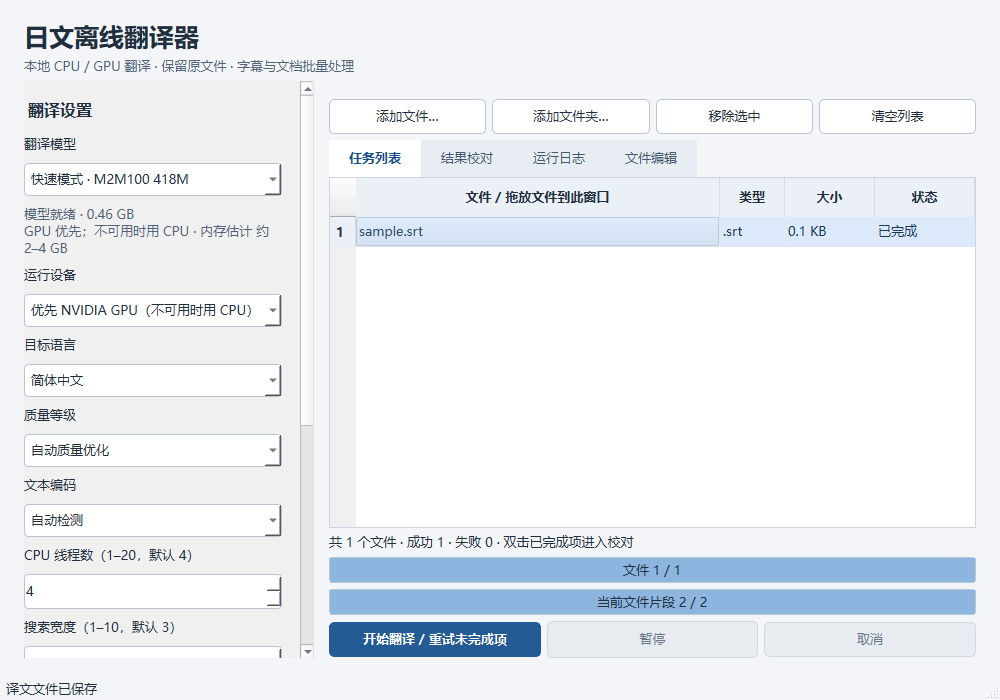 日文离线翻译器
本地 CPU / GPU 翻译 · 保留原文件 · 字幕与文档批量处理
翻译设置
翻译模型
快速模式 · M2M100 418M
模型就绪 · 0.46 GB
GPU 优先；不可用时用 CPU · 内存估计 约
2–4 GB
运行设备
优先 NVIDIA GPU（不可用时用 CPU）
目标语言
简体中文
质量等级
自动质量优化
文本编码
自动检测
CPU 线程数（1–20，默认 4）
4
搜索宽度（1–10，默认 3）
添加文件... 添加文件夹... 移除选中 清空列表
任务列表 结果校对 运行日志 文件编辑
文件 / 拖放文件到此窗口 类型 大小 状态
1 sample.srt .srt 0.1 KB 已完成
共 1 个文件 · 成功 1 · 失败 0 · 双击已完成项进入校对
文件 1 / 1
当前文件片段 2 / 2
开始翻译 / 重试未完成项 暂停 取消
译文文件已保存